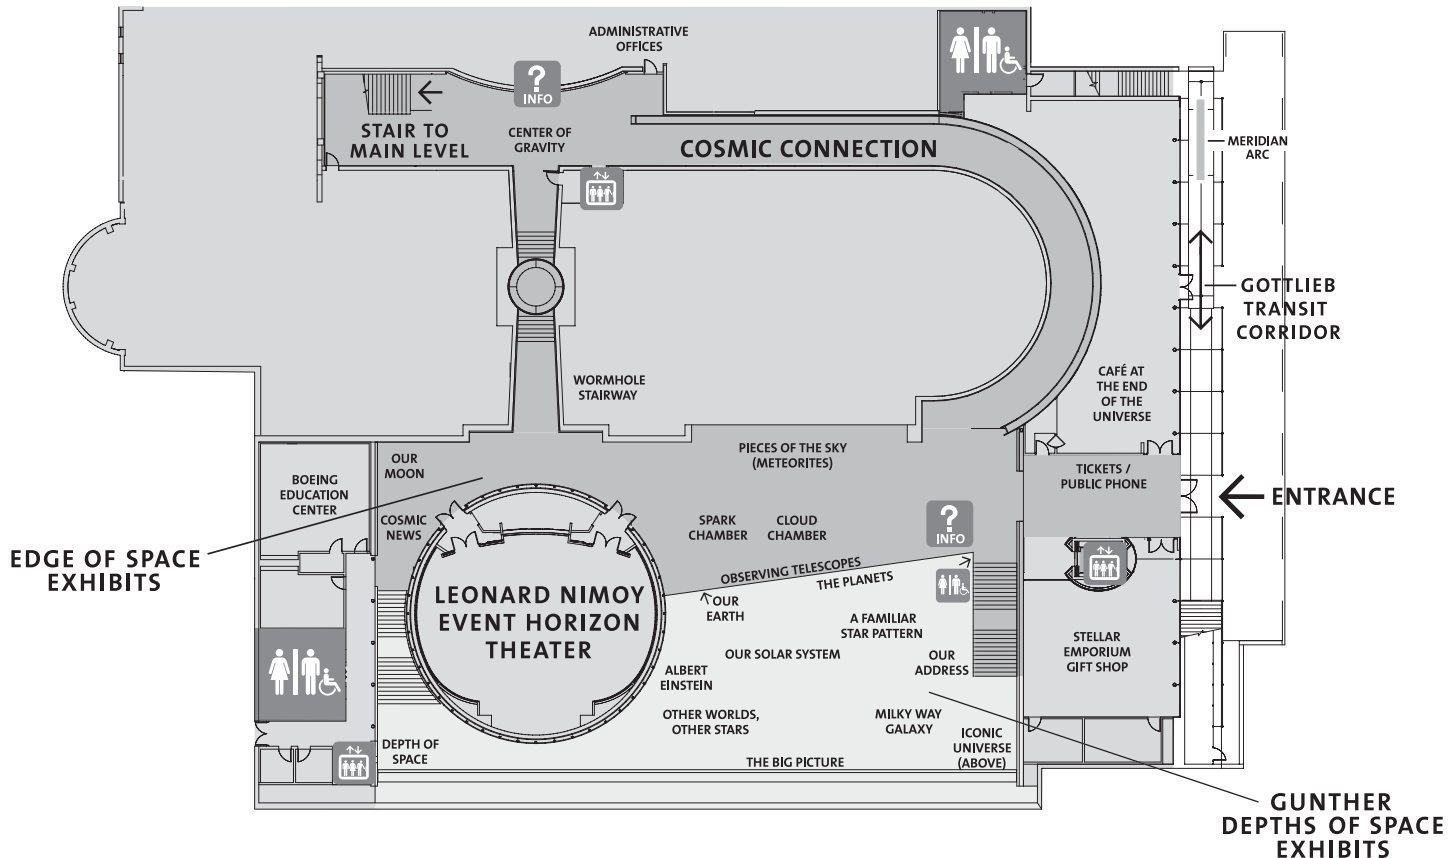 ADMINISTRATIVE
OFFICES
?
INFO
STAIR TO
MAIN LEVEL
CENTER OF
GRAVITY
COSMIC CONNECTION
MERIDIAN
ARC
GOTTLIEB
TRANSIT
CORRIDOR
WORMHOLE
STAIRWAY
CAFÉ AT
THE END
OF THE
UNIVERSE
OUR
MOON
PIECES OF THE SKY
(METEORITES)
BOEING
EDUCATION
CENTER
TICKETS /
PUBLIC PHONE
ENTRANCE
COSMIC
NEWS
SPARK
CHAMBER
CLOUD
CHAMBER
?
INFO
EDGE OF SPACE
EXHIBITS
OBSERVING TELESCOPES
THE PLANETS
LEONARD NIMOY
EVENT HORIZON
THEATER
OUR
EARTH
A FAMILIAR
STAR PATTERN
STELLAR
EMPORIUM
GIFT SHOP
OUR SOLAR SYSTEM
OUR
ADDRESS
ALBERT
EINSTEIN
OTHER WORLDS,
OTHER STARS
MILKY WAY
GALAXY
ICONIC
UNIVERSE
(ABOVE)
DEPTH OF
SPACE
THE BIG PICTURE
GUNTHER
DEPTHS OF SPACE
EXHIBITS